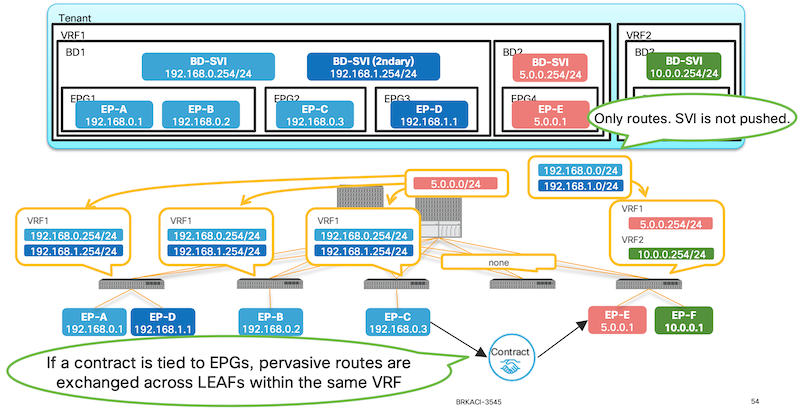 Tenant
VRF1
VRF2
BD1
BD2
BD-SVI
192.168.0.254/24
BD-SVI (2ndary)
192.168.1.254/24
BD-SVI
5.0.0.254/24
BD-SVI
10.0.0.254/24
EPG1
EPG2
EPG3
EPG4
EP-A
192.168.0.1
EP-B
192.168.0.2
EP-C
192.168.0.3
EP-D
192.168.1.1
EP-E
5.0.0.1
Only routes. SVI is not pushed.
5.0.0.0/24
192.168.0.0/24
192.168.1.0/24
VRF1
192.168.0.254/24
192.168.1.254/24
VRF1
192.168.0.254/24
192.168.1.254/24
VRF1
192.168.0.254/24
192.168.1.254/24
VRF1
5.0.0.254/24
VRF2
10.0.0.254/24
none
EP-A
192.168.0.1
EP-D
192.168.1.1
EP-B
192.168.0.2
EP-C
192.168.0.3
EP-E
5.0.0.1
EP-F
10.0.0.1
Contract
If a contract is tied to EPGs, pervasive routes are
exchanged across LEAFs within the same VRF
BRKACI-3545
54